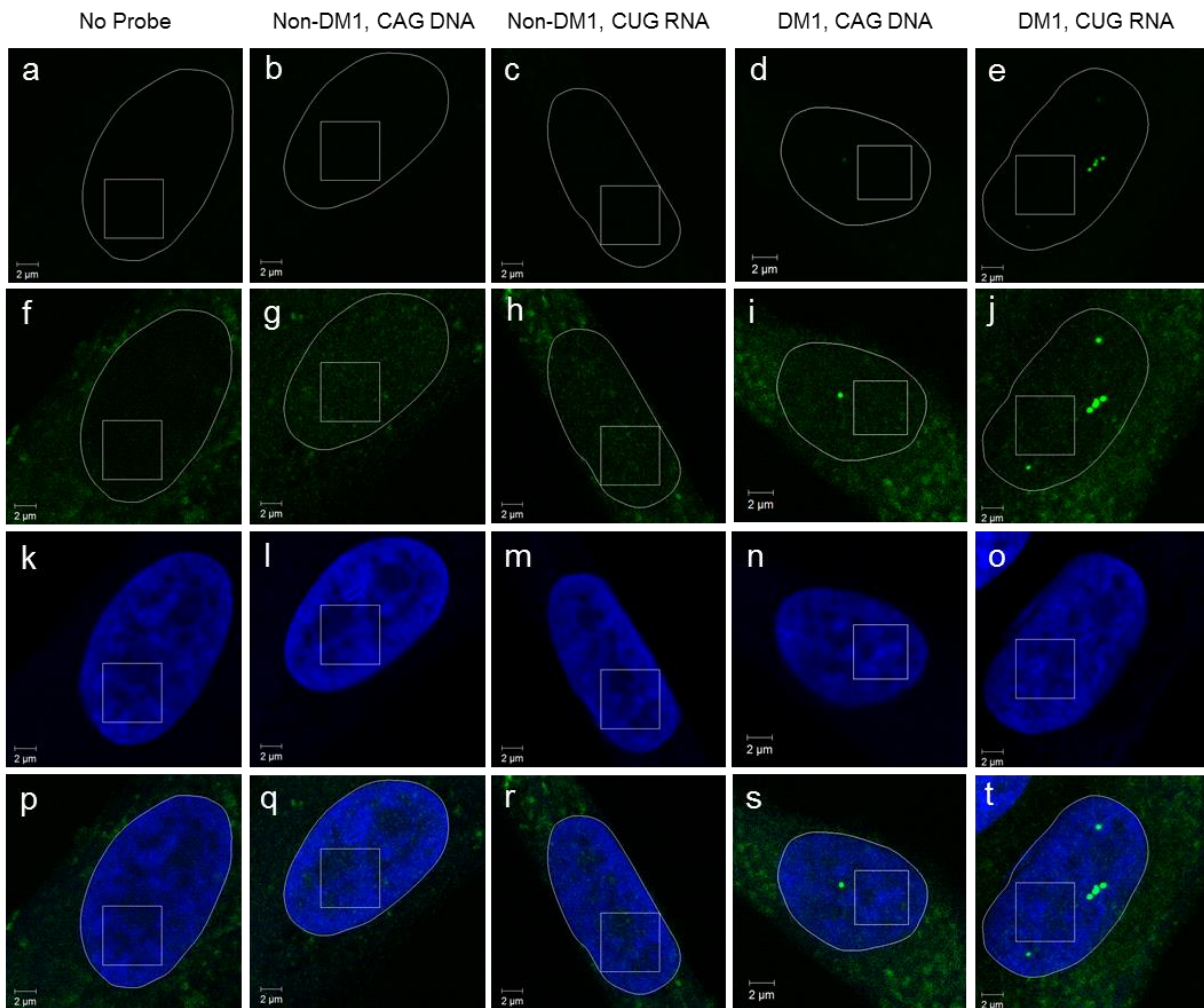 No Probe
Non-DM1, CAG DNA
Non-DM1, CUG RNA
DM1, CAG DNA
DM1, CUG RNA
a
b
c
d
e
2 µm
2 µm
2 µm
2 µm
2 µm
f
g
h
i
j
2 µm
2 µm
2 µm
2 µm
2 µm
k
l
m
n
o
2 µm
2 µm
2 µm
2 µm
2 µm
p
q
r
s
t
2 µm
2 µm
2 µm
2 µm
2 µm